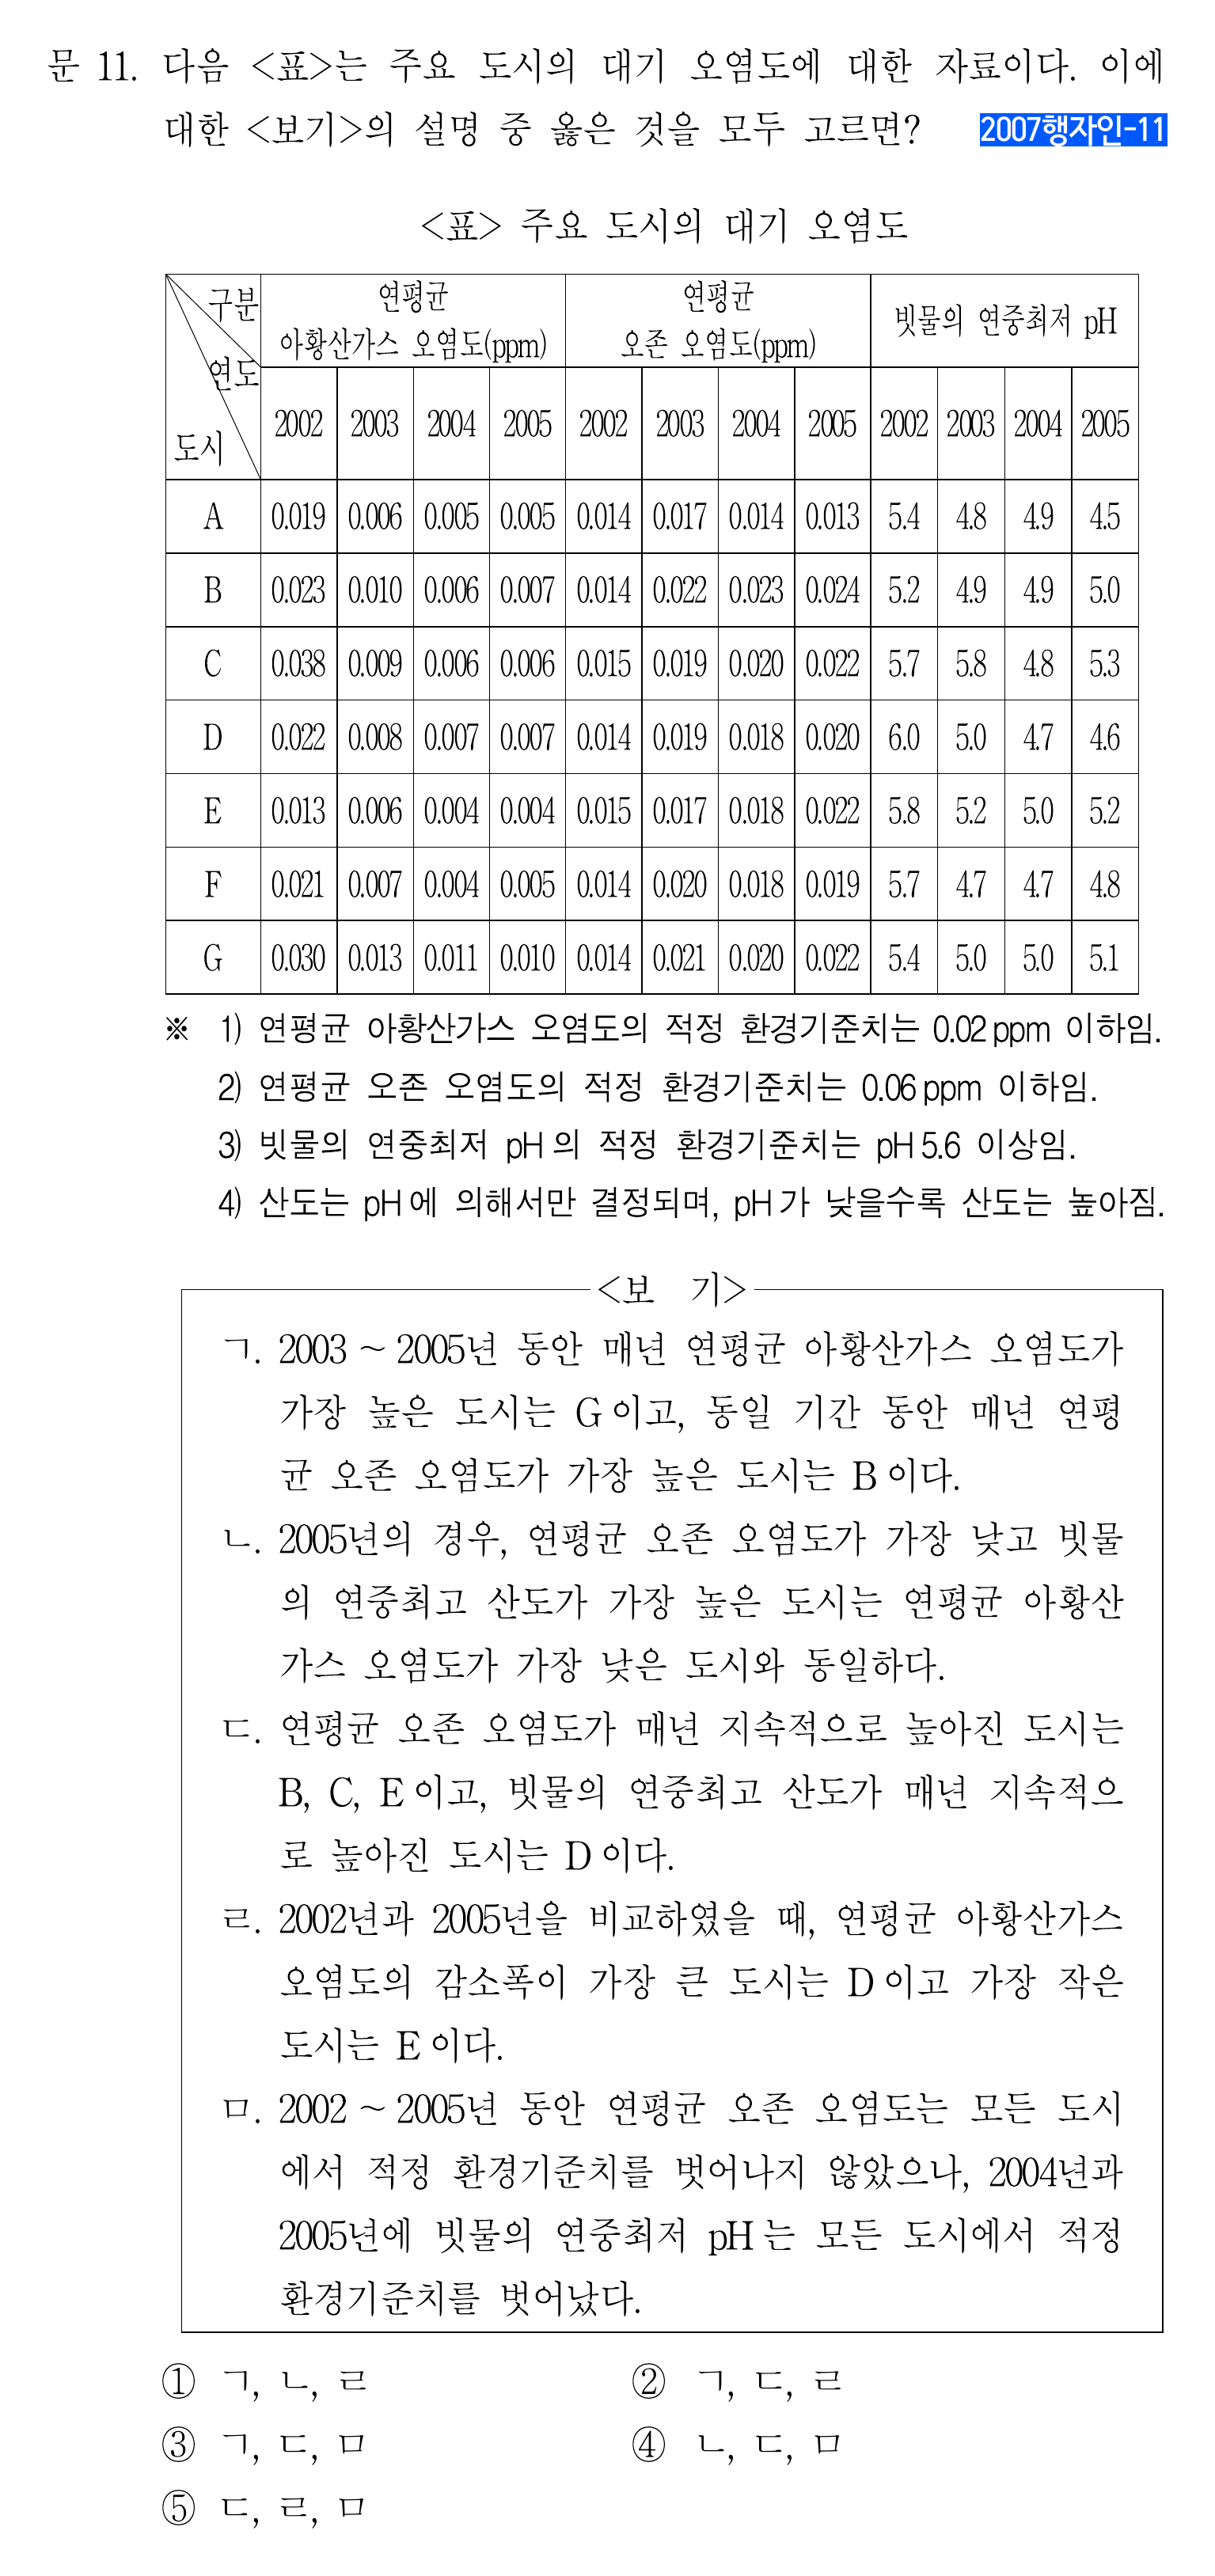 문 11. 다음 <표>는 주요 도시의 대기 오염도에 대한 자료이다. 이에
대한 <보기>의 설명 중 옳은 것을 모두 고르면? 2007행자인-11
<표> 주요 도시의 대기 오염도
구분 연평균 연평균 빗물의 연중최저 pH
아황산가스 오염도(ppm) 오존 오염도(ppm)
연도
도시 2002 2003 2004 2005 2002 2003 2004 2005 2002 2003 2004 2005
A 0.019 0.006 0.005 0.005 0.014 0.017 0.014 0.013 5.4 4.8 4.9 4.5
B 0.023 0.010 0.006 0.007 0.014 0.022 0.023 0.024 5.2 4.9 4.9 5.0
C 0.038 0.009 0.006 0.006 0.015 0.019 0.020 0.022 5.7 5.8 4.8 5.3
D 0.022 0.008 0.007 0.007 0.014 0.019 0.018 0.020 6.0 5.0 4.7 4.6
E 0.013 0.006 0.004 0.004 0.015 0.017 0.018 0.022 5.8 5.2 5.0 5.2
F 0.021 0.007 0.004 0.005 0.014 0.020 0.018 0.019 5.7 4.7 4.7 4.8
G 0.030 0.013 0.011 0.010 0.014 0.021 0.020 0.022 5.4 5.0 5.0 5.1
※ 1) 연평균 아황산가스 오염도의 적정 환경기준치는 0.02ppm 이하임.
2) 연평균 오존 오염도의 적정 환경기준치는 0.06ppm 이하임.
3) 빗물의 연중최저 pH의 적정 환경기준치는 pH5.6 이상임.
4) 산도는 pH에 의해서만 결정되며, pH가 낮을수록 산도는 높아짐.
<보 기>
ㄱ. 2003 ~ 2005년 동안 매년 연평균 아황산가스 오염도가
가장 높은 도시는 G이고, 동일 기간 동안 매년 연평
균 오존 오염도가 가장 높은 도시는 B이다.
ㄴ. 2005년의 경우, 연평균 오존 오염도가 가장 낮고 빗물
의 연중최고 산도가 가장 높은 도시는 연평균 아황산
가스 오염도가 가장 낮은 도시와 동일하다.
ㄷ. 연평균 오존 오염도가 매년 지속적으로 높아진 도시는
B, C, E이고, 빗물의 연중최고 산도가 매년 지속적으
로 높아진 도시는 D이다.
ㄹ. 2002년과 2005년을 비교하였을 때, 연평균 아황산가스
오염도의 감소폭이 가장 큰 도시는 D이고 가장 작은
도시는 E이다.
ㅁ. 2002 ~ 2005년 동안 연평균 오존 오염도는 모든 도시
에서 적정 환경기준치를 벗어나지 않았으나, 2004년과
2005년에 빗물의 연중최저 pH는 모든 도시에서 적정
환경기준치를 벗어났다.
① ㄱ, ㄴ, ㄹ ② ㄱ, ㄷ, ㄹ
③ ㄱ, ㄷ, ㅁ ④ ㄴ, ㄷ, ㅁ
⑤ ㄷ, ㄹ, ㅁ